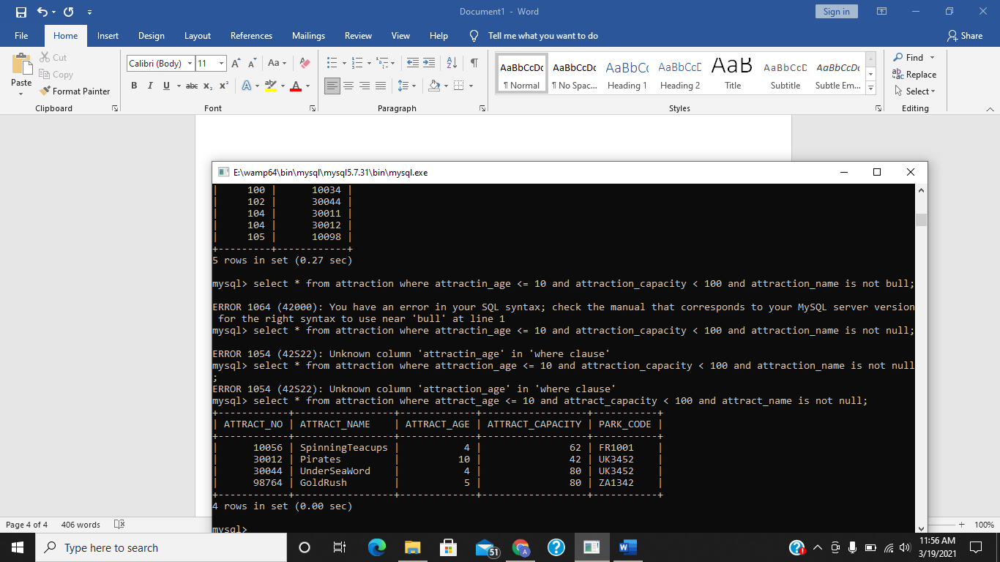 Document1 - Word
Sign in
File Home Insert Design Layout References Mailings Review View Help Tell me what you want to do Share
Paste
Cut
Copy
Format Painter
Clipboard
Calibri (Body) 11
Font
Paragraph
AaBbCcDc AaBbCcDc AaBbCc AaBbCcD AaB AaBbCcD AaBbCcDc
¶ Normal ¶ No Spac... Heading 1 Heading 2 Title Subtitle Subtle Em...
Styles
Find
Replace
Select
Editing
E:\wamp64\bin\mysql\mysql5.7.31\bin\mysql.exe
| 100 | 10034 |
| 102 | 30044 |
| 104 | 30011 |
| 104 | 30012 |
| 105 | 10098 |
+---------+------------+
5 rows in set (0.27 sec)
mysql> select * from attraction where attractin_age <= 10 and attraction_capacity < 100 and attraction_name is not bull;
ERROR 1064 (42000): You have an error in your SQL syntax; check the manual that corresponds to your MySQL server version
for the right syntax to use near 'bull' at line 1
mysql> select * from attraction where attractin_age <= 10 and attraction_capacity < 100 and attraction_name is not null;
ERROR 1054 (42S22): Unknown column 'attractin_age' in 'where clause'
mysql> select * from attraction where attraction_age <= 10 and attraction_capacity < 100 and attraction_name is not null
;
ERROR 1054 (42S22): Unknown column 'attraction_age' in 'where clause'
mysql> select * from attraction where attract_age <= 10 and attract_capacity < 100 and attract_name is not null;
+------------+-----------------+-------------+------------------+-----------+
| ATTRACT_NO | ATTRACT_NAME | ATTRACT_AGE | ATTRACT_CAPACITY | PARK_CODE |
+------------+-----------------+-------------+------------------+-----------+
| 10056 | SpinningTeacups | 4 | 62 | FR1001 |
| 30012 | Pirates | 10 | 42 | UK3452 |
| 30044 | UnderSeaWord | 4 | 80 | UK3452 |
| 98764 | GoldRush | 5 | 80 | ZA1342 |
+------------+-----------------+-------------+------------------+-----------+
4 rows in set (0.00 sec)
mysql>
Page 4 of 4 406 words 100%
Type here to search
51
11:56 AM
3/19/2021